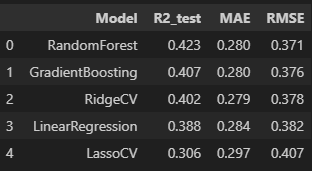 Model R2_test MAE RMSE
0 RandomForest 0.423 0.280 0.371
1 GradientBoosting 0.407 0.280 0.376
2 RidgeCV 0.402 0.279 0.378
3 LinearRegression 0.388 0.284 0.382
4 LassoCV 0.306 0.297 0.407